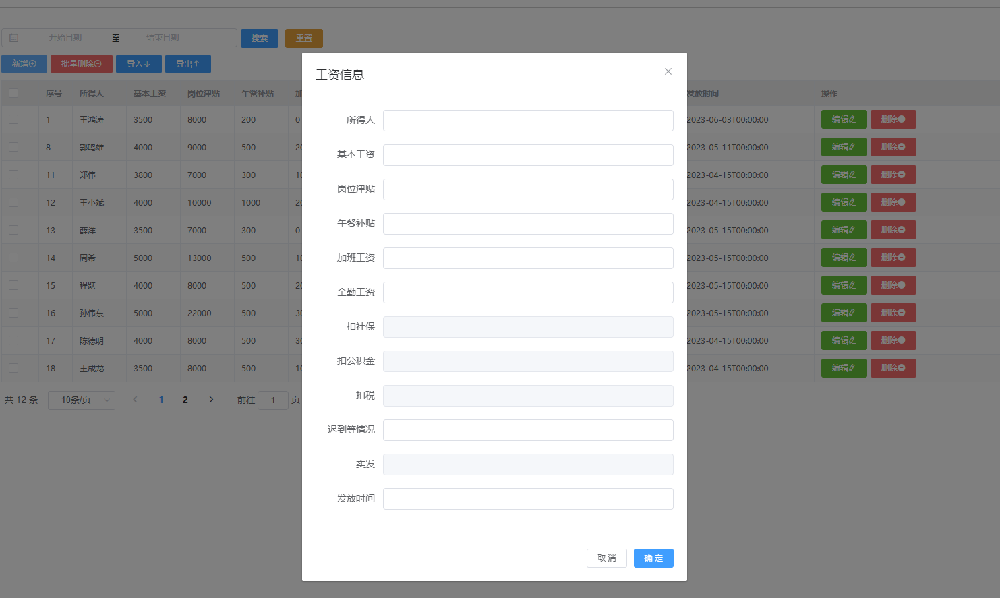 开始日期 至 结束日期 搜索 重置
新增 批量删除 导入 导出
工资信息
序号 所得人 基本工资 岗位津贴 午餐补贴 加 发放时间 操作
1 王鸿涛 3500 8000 200 0 2023-06-03T00:00:00 编辑 删除
8 郭鸣雄 4000 9000 500 20 2023-05-11T00:00:00 编辑 删除
11 郑伟 3800 7000 300 10 2023-04-15T00:00:00 编辑 删除
12 王小斌 4000 10000 1000 20 2023-04-15T00:00:00 编辑 删除
13 薛洋 3500 7000 300 0 2023-05-15T00:00:00 编辑 删除
14 周希 5000 13000 500 10 2023-05-15T00:00:00 编辑 删除
15 程趺 4000 8000 500 20 2023-05-15T00:00:00 编辑 删除
16 孙伟东 5000 22000 500 30 2023-05-15T00:00:00 编辑 删除
17 陈德明 4000 8000 500 30 2023-04-15T00:00:00 编辑 删除
18 王成龙 3500 8000 500 10 2023-04-15T00:00:00 编辑 删除
共 12 条 10条/页 1 2 前往 1 页
所得人
基本工资
岗位津贴
午餐补贴
加班工资
全勤工资
扣社保
扣公积金
扣税
迟到等情况
实发
发放时间
取消 确定